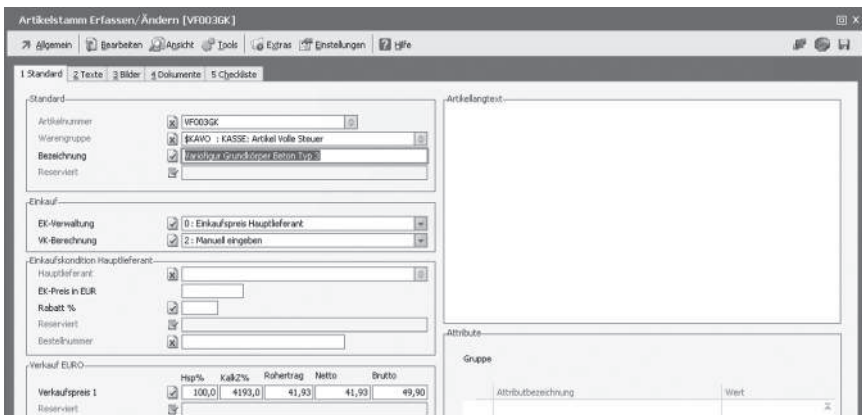 Artikelstamm Erfassen/Ändern [VF003GK]
Allgemein Bearbeiten Ansicht Tools Extras Einstellungen Hilfe
1 Standard 2 Texte 3 Bilder 4 Dokumente 5 Checkliste
Standard
Artikelnummer VF003GK
Warengruppe $KAVO : KASSE: Artikel Volle Steuer
Bezeichnung Variofigur Grundkörper Beton Typ 3
Reserviert
Einkauf
EK-Verwaltung 0 : Einkaufspreis Hauptlieferant
VK-Berechnung 2 : Manuell eingeben
Einkaufskondition Hauptlieferant
Hauptlieferant
EK-Preis in EUR
Rabatt %
Reserviert
Bestellnummer
Verkauf EURO
Hsp% Kalk2% Rohertrag Netto Brutto
Verkaufspreis 1 100,0 4193,0 41,93 41,93 49,90
Reserviert
Artikellangtext
Attribute
Gruppe
Attributbezeichnung Wert